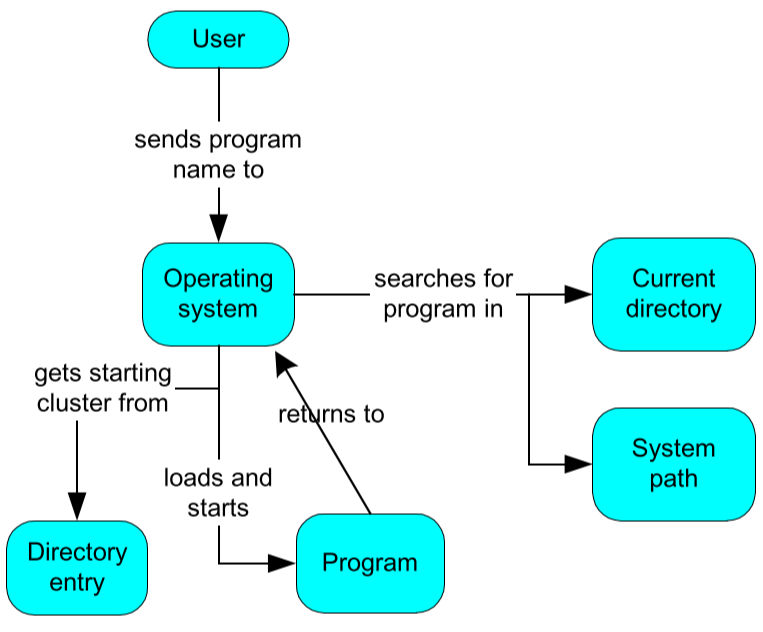 User
sends program
name to
Operating
system
searches for
program in
Current
directory
gets starting
cluster from
returns to
System
path
loads and
starts
Directory
entry
Program